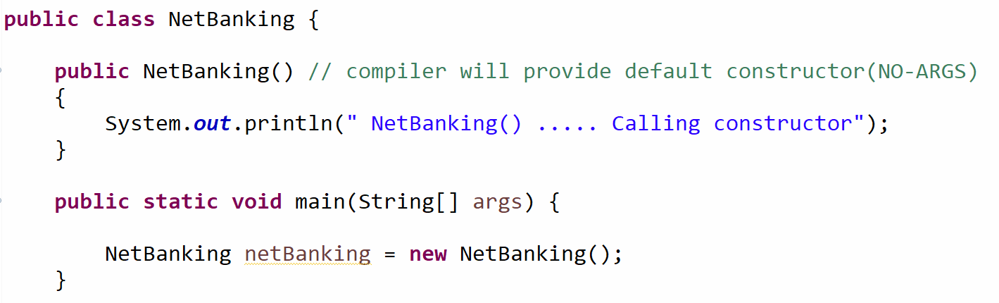 public class NetBanking {
public NetBanking() // compiler will provide default constructor(NO-ARGS)
{
System.out.println(" NetBanking() ..... Calling constructor");
}
public static void main(String[] args) {
NetBanking netBanking = new NetBanking();
}